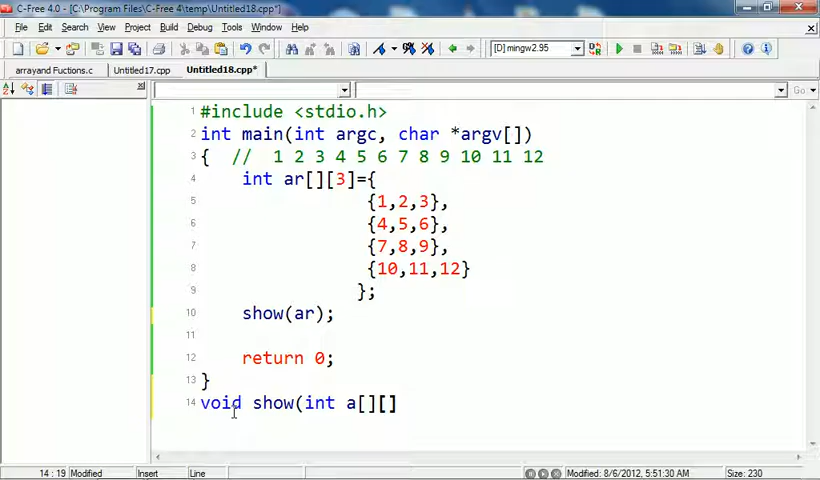 C-Free 4.0 - [C:\Program Files\C-Free 4\temp\Untitled18.cpp*]
File Edit Search View Project Build Debug Tools Window Help
[D] mingw2.95
arrayand Fuctions.c Untitled17.cpp Untitled18.cpp*
Go
1 #include <stdio.h>
2 int main(int argc, char *argv[])
3 { // 1 2 3 4 5 6 7 8 9 10 11 12
4 int ar[][3]={
5 {1,2,3},
6 {4,5,6},
7 {7,8,9},
8 {10,11,12}
9 };
10 show(ar);
11
12 return 0;
13 }
14 void show(int a[][]
14 : 19 Modified Insert Line Modified: 8/6/2012, 5:51:30 AM Size: 230